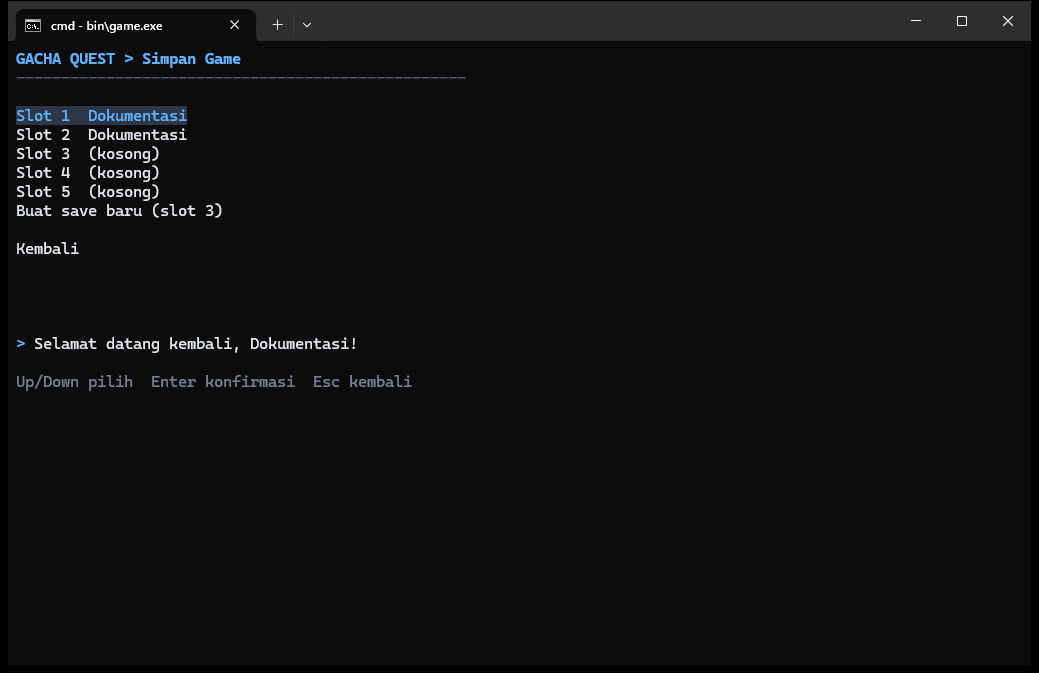 cmd - bin\game.exe
GACHA QUEST > Simpan Game
--------------------------------------------------
Slot 1  Dokumentasi
Slot 2  Dokumentasi
Slot 3  (kosong)
Slot 4  (kosong)
Slot 5  (kosong)
Buat save baru (slot 3)
Kembali
> Selamat datang kembali, Dokumentasi!
Up/Down pilih  Enter konfirmasi  Esc kembali